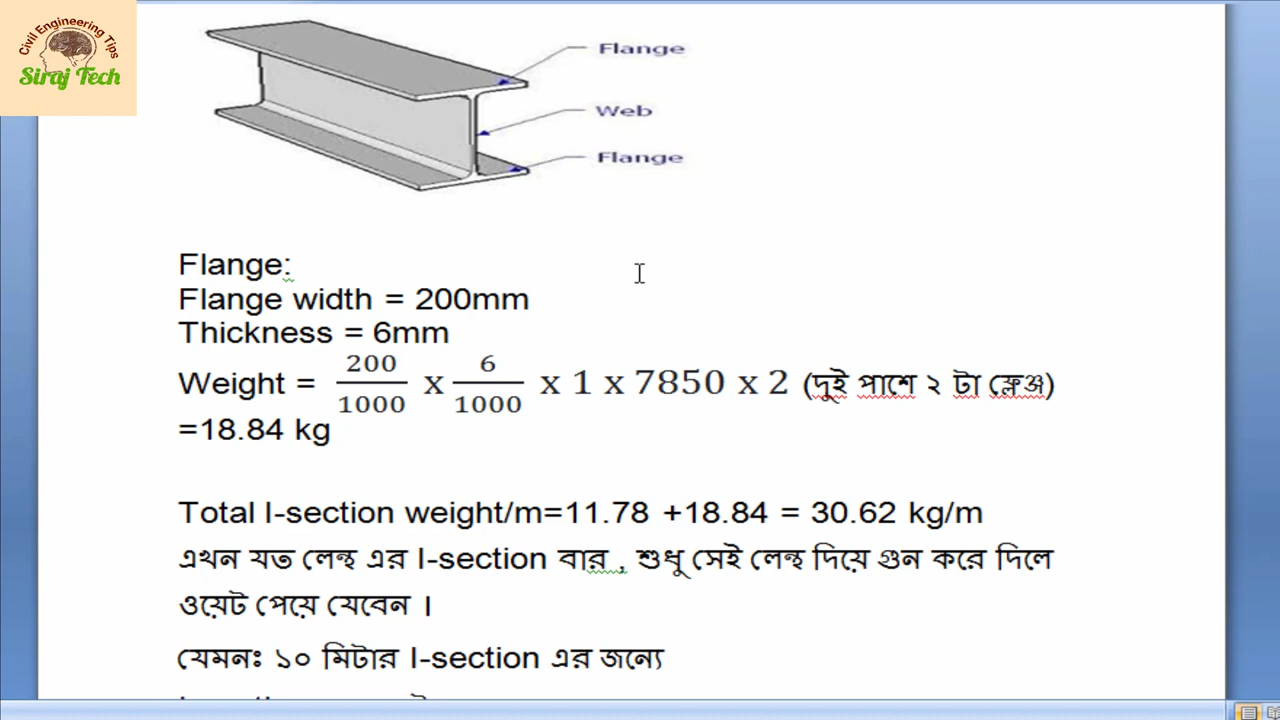 Civil Engineering Tips
Siraj Tech
Flange
Web
Flange
Flange:
Flange width = 200mm
Thickness = 6mm
Weight = 200/1000 x 6/1000 x 1 x 7850 x 2 (দুই পাশে ২ টা ফ্লেঞ্জ)
=18.84 kg
Total I-section weight/m=11.78 +18.84 = 30.62 kg/m
এখন যত লেন্থ এর I-section বার , শুধু সেই লেন্থ দিয়ে গুন করে দিলে
ওয়েট পেয়ে যেবেন ।
যেমনঃ ১০ মিটার I-section এর জন্যে